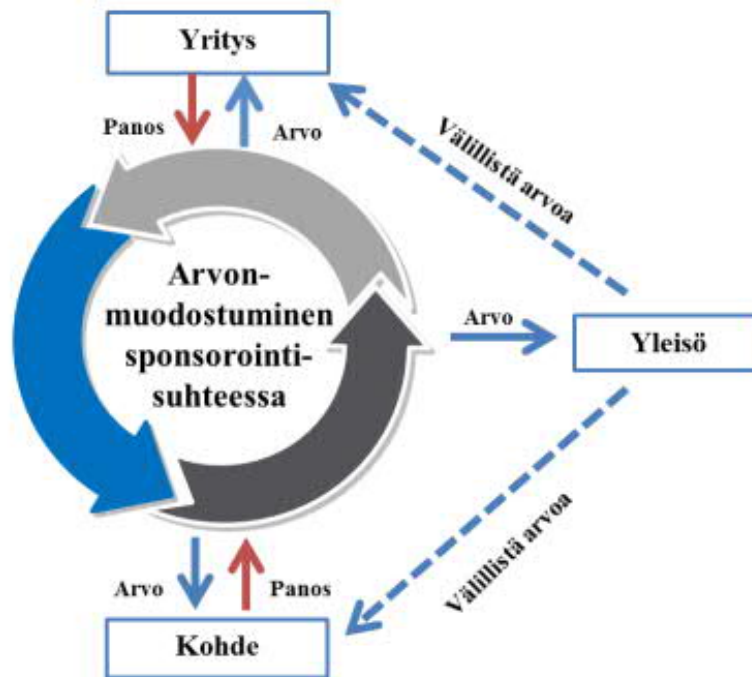 Yritys
Panos
Arvo
Välillistä arvoa
Arvon-
muodostuminen
sponsorointi-
suhteessa
Arvo
Yleisö
Välillistä arvoa
Arvo
Panos
Kohde